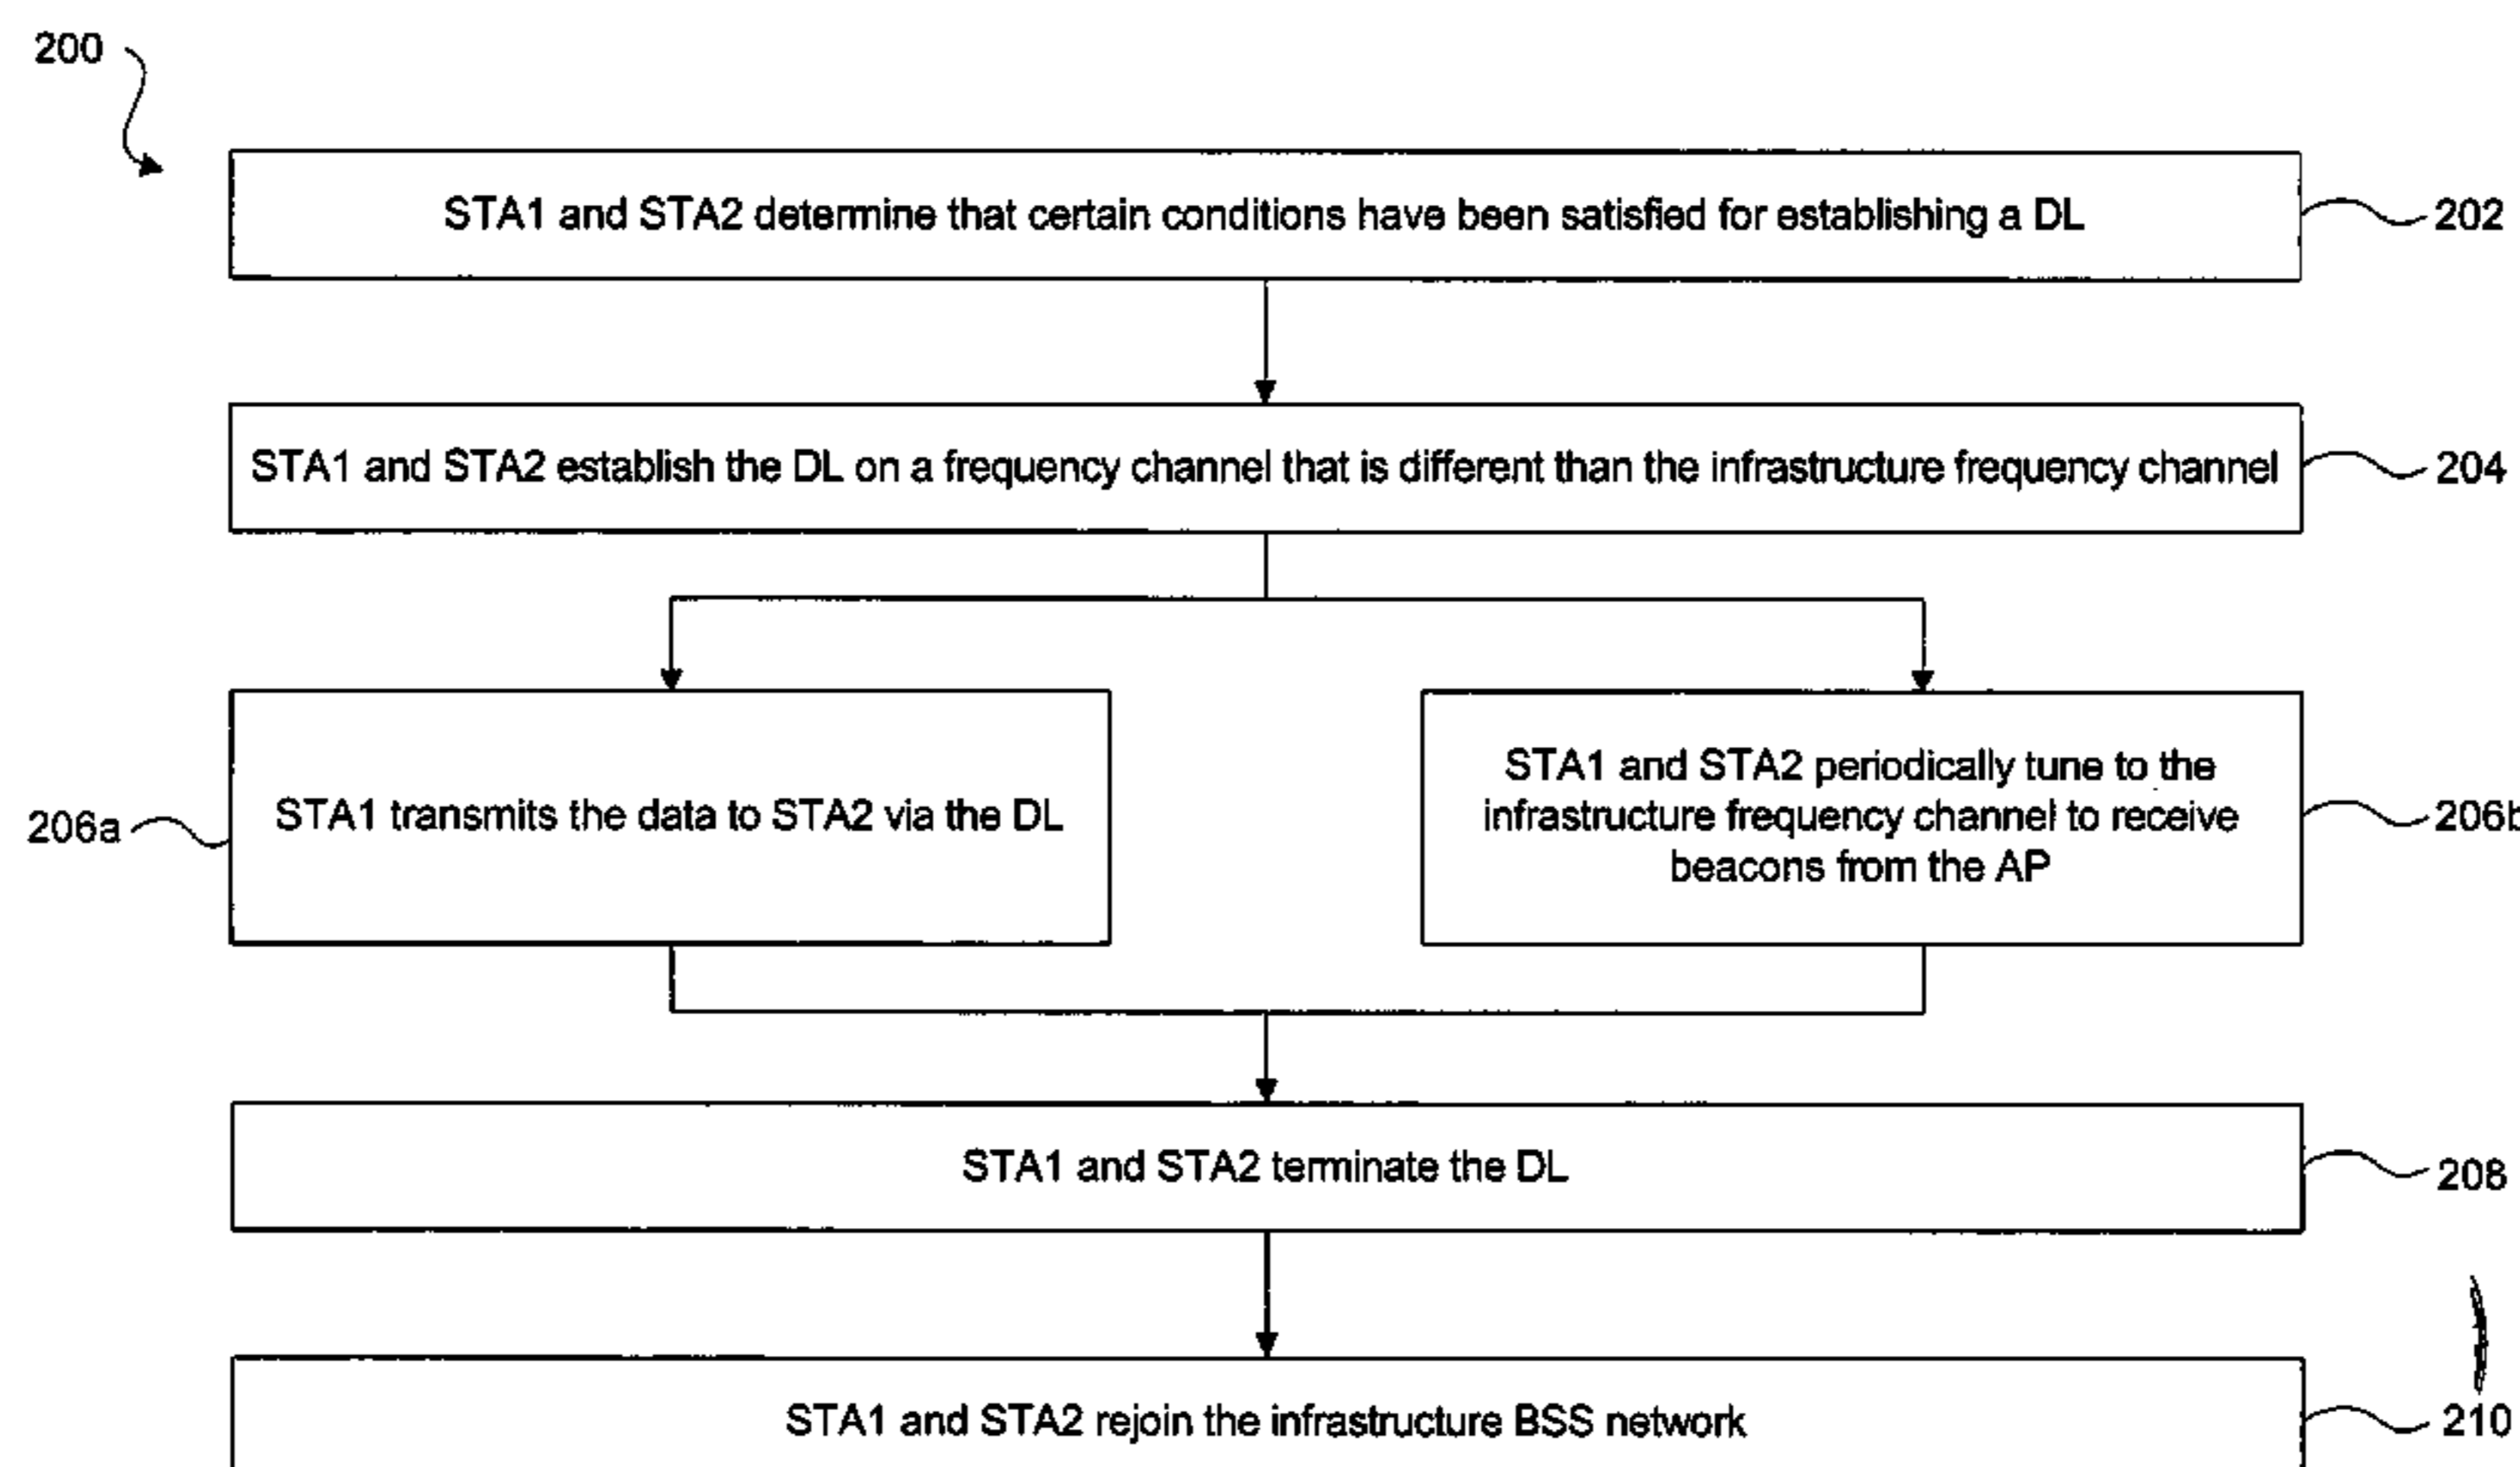 200
STA1 and STA2 determine that certain conditions have been satisfied for establishing a DL
202
STA1 and STA2 establish the DL on a frequency channel that is different than the infrastructure frequency channel
204
206a
STA1 transmits the data to STA2 via the DL
STA1 and STA2 periodically tune to the
infrastructure frequency channel to receive
beacons from the AP
206b
STA1 and STA2 terminate the DL
208
STA1 and STA2 rejoin the infrastructure BSS network
210